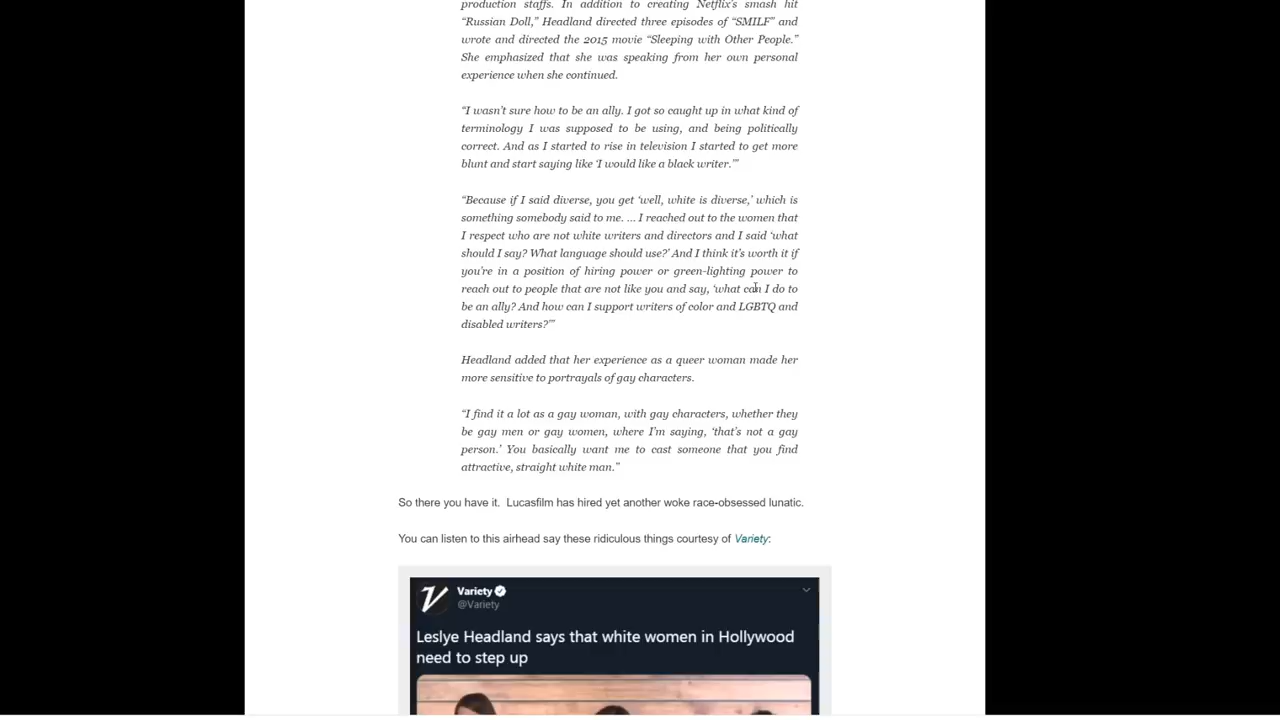 production staffs. In addition to creating Netflix's smash hit
“Russian Doll,” Headland directed three episodes of “SMILF” and
wrote and directed the 2015 movie “Sleeping with Other People.”
She emphasized that she was speaking from her own personal
experience when she continued.
“I wasn't sure how to be an ally. I got so caught up in what kind of
terminology I was supposed to be using, and being politically
correct. And as I started to rise in television I started to get more
blunt and start saying like ‘I would like a black writer.’”
“Because if I said diverse, you get ‘well, white is diverse,’ which is
something somebody said to me. ... I reached out to the women that
I respect who are not white writers and directors and I said ‘what
should I say? What language should use?’ And I think it's worth it if
you're in a position of hiring power or green-lighting power to
reach out to people that are not like you and say, ‘what can I do to
be an ally? And how can I support writers of color and LGBTQ and
disabled writers?’”
Headland added that her experience as a queer woman made her
more sensitive to portrayals of gay characters.
“I find it a lot as a gay woman, with gay characters, whether they
be gay men or gay women, where I'm saying, ‘that's not a gay
person.’ You basically want me to cast someone that you find
attractive, straight white man.”
So there you have it.  Lucasfilm has hired yet another woke race-obsessed lunatic.
You can listen to this airhead say these ridiculous things courtesy of Variety:
Variety
@Variety
Leslye Headland says that white women in Hollywood
need to step up